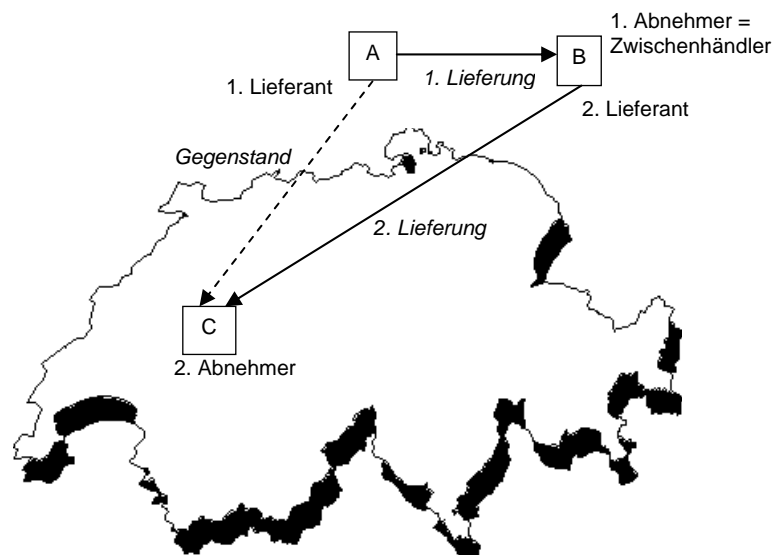 1. Abnehmer =
Zwischenhändler
A
B
1. Lieferung
1. Lieferant
2. Lieferant
Gegenstand
2. Lieferung
C
2. Abnehmer